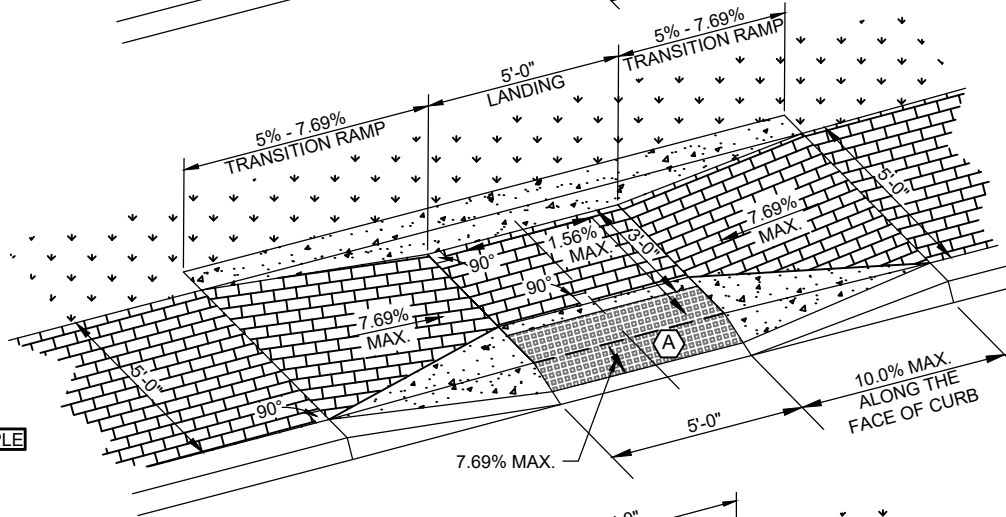 5% - 7.69%
TRANSITION RAMP
5'-0"
LANDING
5% - 7.69%
TRANSITION RAMP
5'-0"
7.69%
MAX.
1.56%
MAX.
3'-0"
90°
90°
7.69%
MAX.
A
5'-0"
90°
10.0% MAX.
ALONG THE
FACE OF CURB
5'-0"
7.69% MAX.